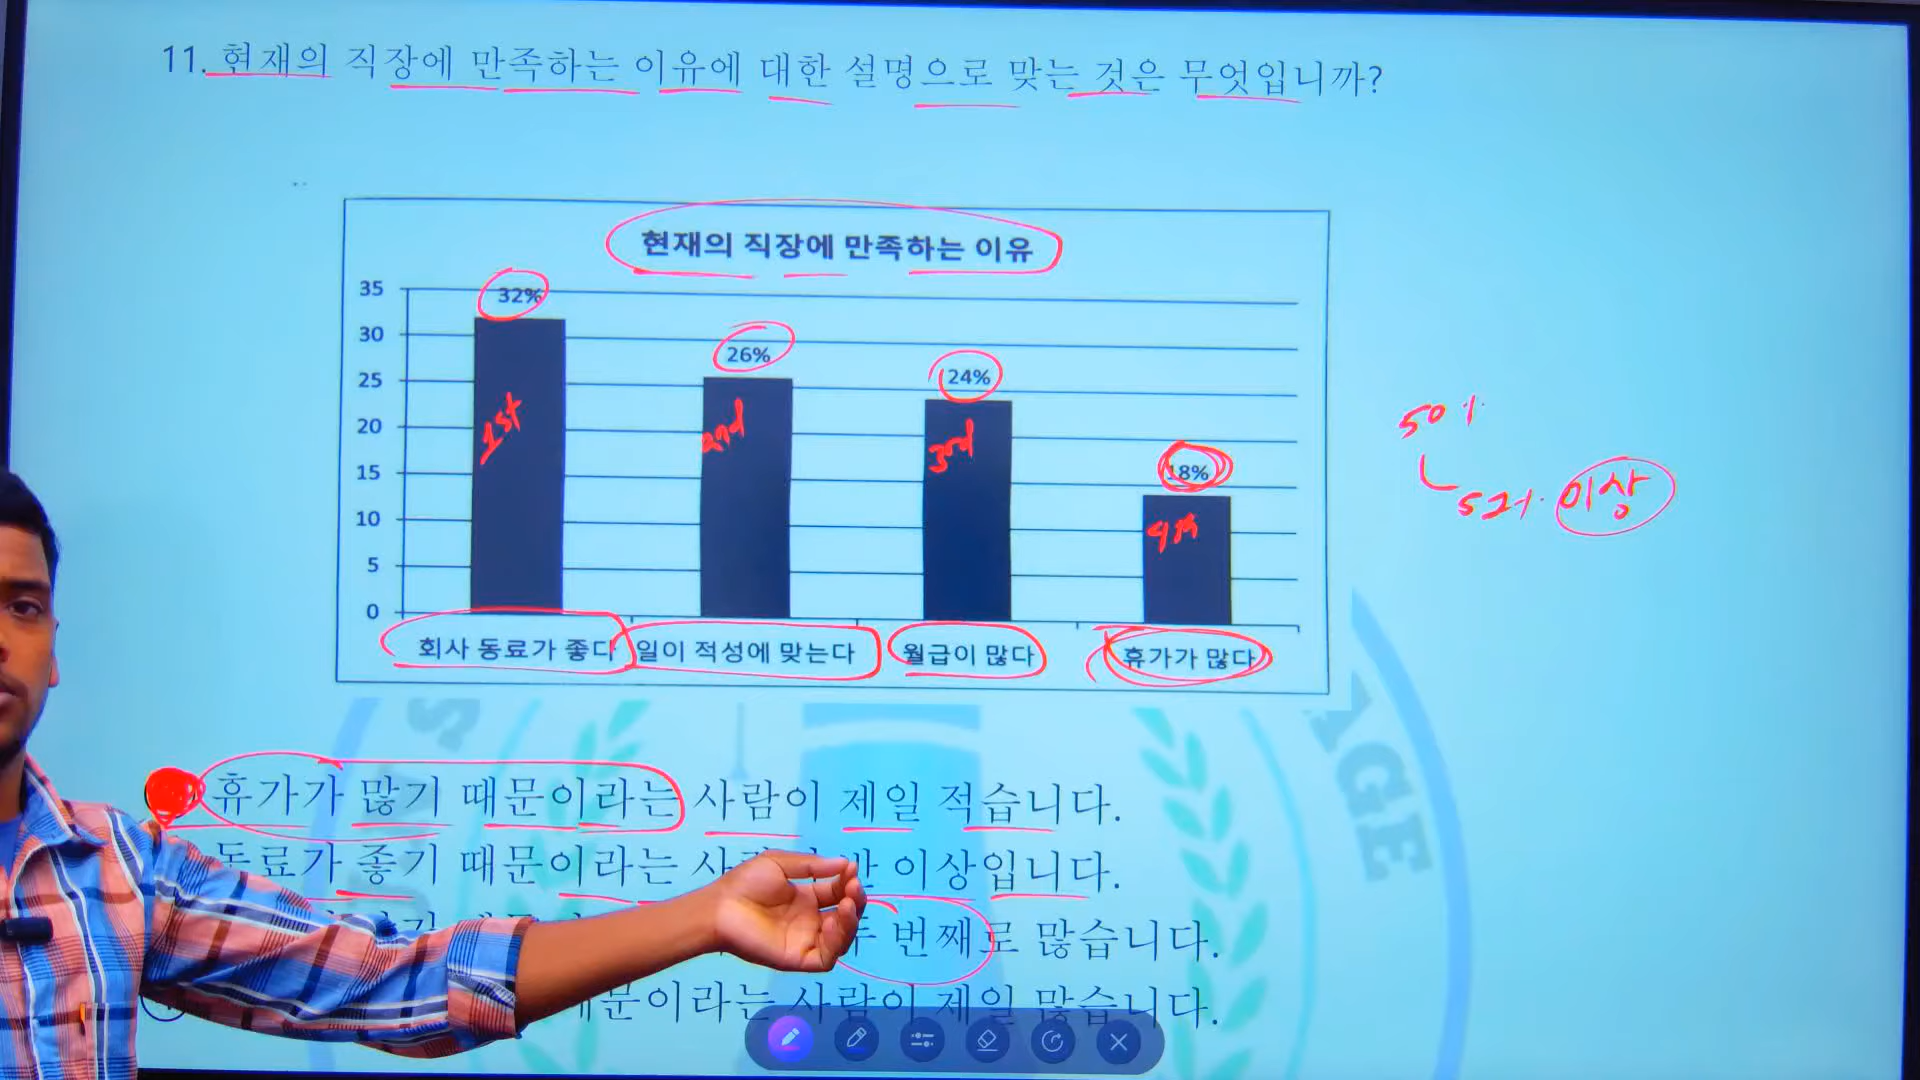 11. 현재의 직장에 만족하는 이유에 대한 설명으로 맞는 것은 무엇입니까?
현재의 직장에 만족하는 이유
35
30
25
20
15
10
5
0
32%
26%
24%
18%
1st
2nd
3rd
50%
52% 이상
회사 동료가 좋다
일이 적성에 맞는다
월급이 많다
휴가가 많다
휴가가 많기 때문이라는 사람이 제일 적습니다.
동료가 좋기 때문이라는 이상입니다.
번째로 많습니다.
때문이라는 사람이 제일 많습니다.
AGE